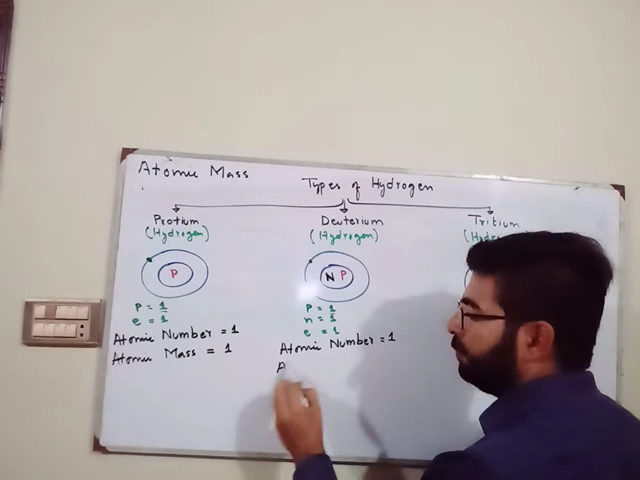 Atomic Mass
Types of Hydrogen
Protium
(Hydrogen)
P
P = 1
e = 1
Atomic Number = 1
Atomic Mass = 1
Deuterium
(Hydrogen)
N P
P = 1
n = 1
e = 1
Atomic Number = 1
A
Tritium